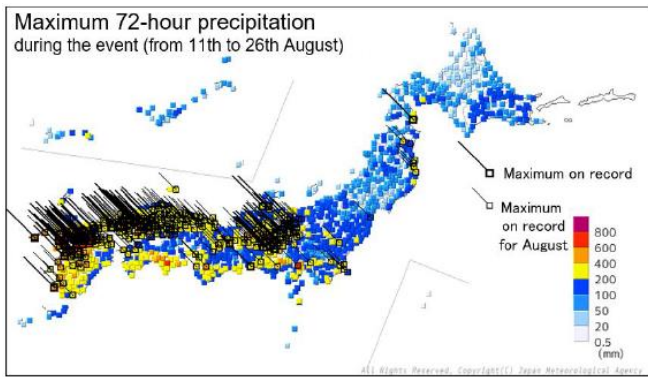 Maximum 72-hour precipitation
during the event (from 11th to 26th August)
Maximum on record
Maximum
on record
for August
800
600
400
200
100
50
20
0.5
(mm)
All Rights Reserved, Copyright(C) Japan Meteorological Agency